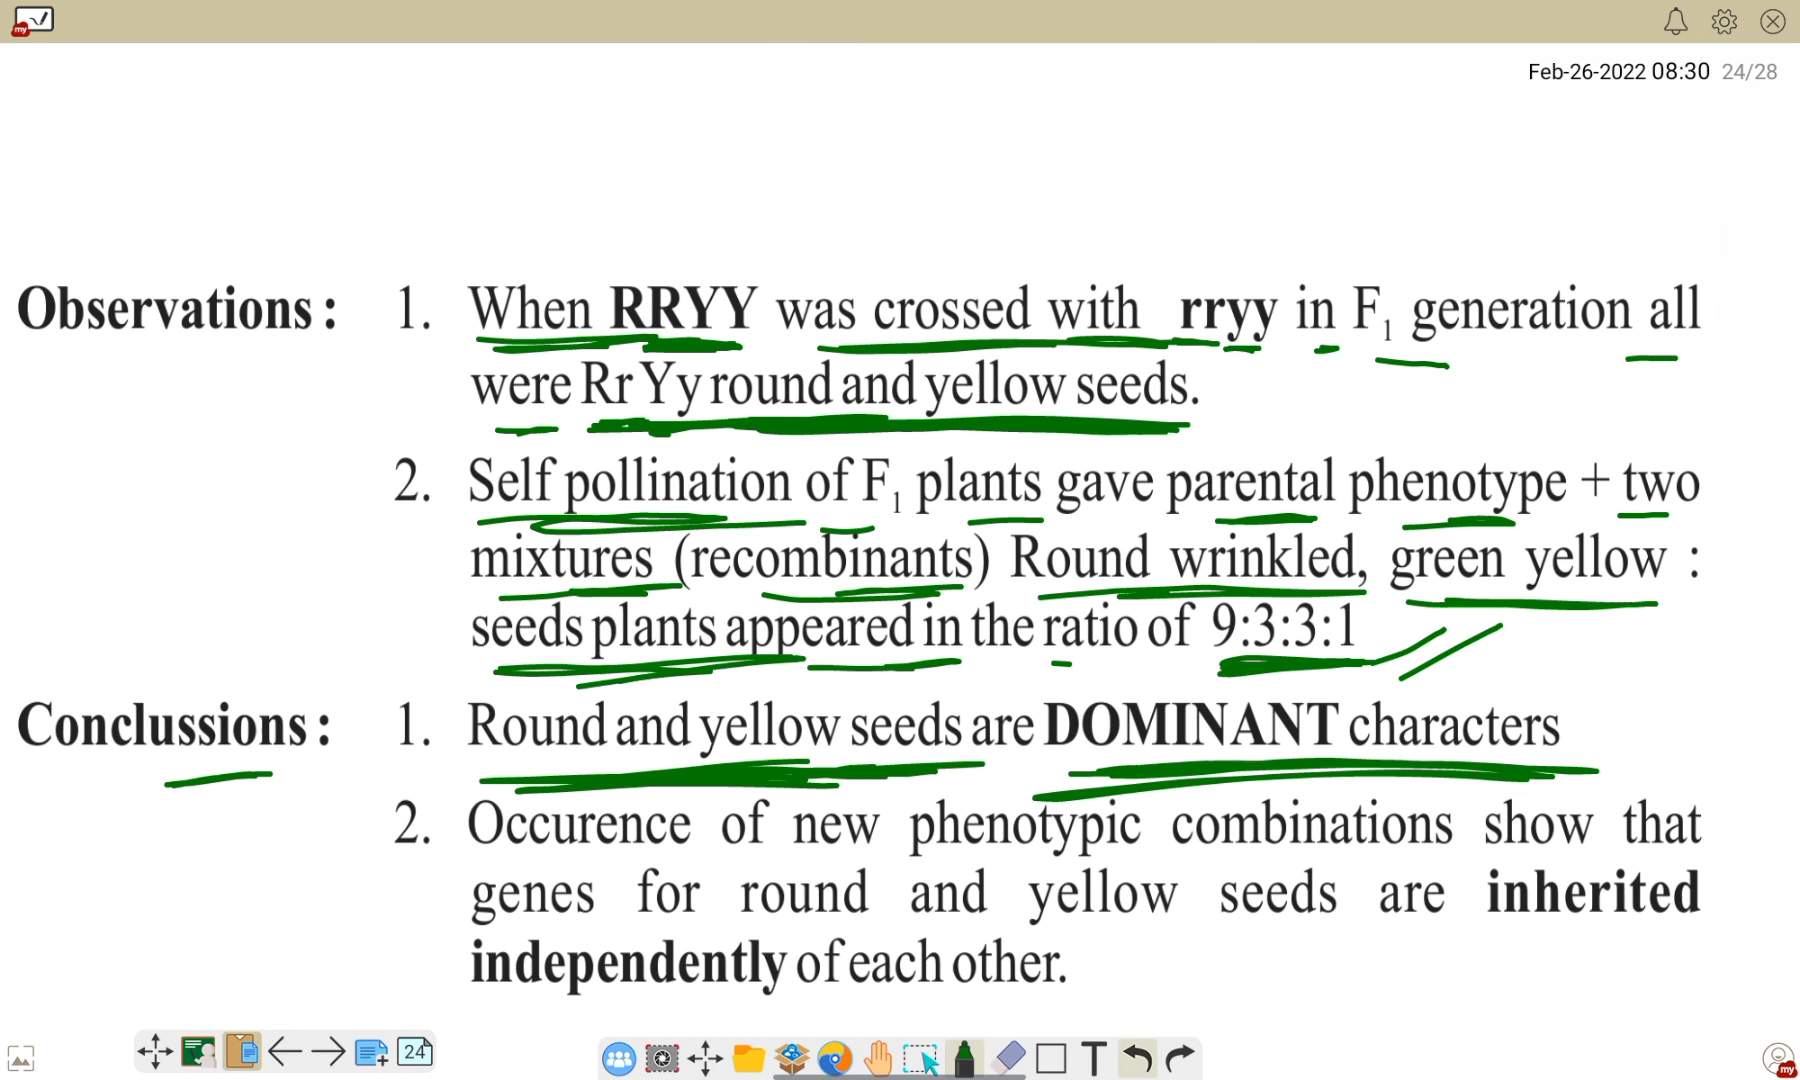 my
Feb-26-2022 08:30 24/28
Observations : 1. When RRYY was crossed with rryy in F1 generation all
were Rr Yy round and yellow seeds.
2. Self pollination of F1 plants gave parental phenotype + two
mixtures (recombinants) Round wrinkled, green yellow :
seeds plants appeared in the ratio of 9:3:3:1
Conclussions : 1. Round and yellow seeds are DOMINANT characters
2. Occurence of new phenotypic combinations show that
genes for round and yellow seeds are inherited
independently of each other.
24
T
my